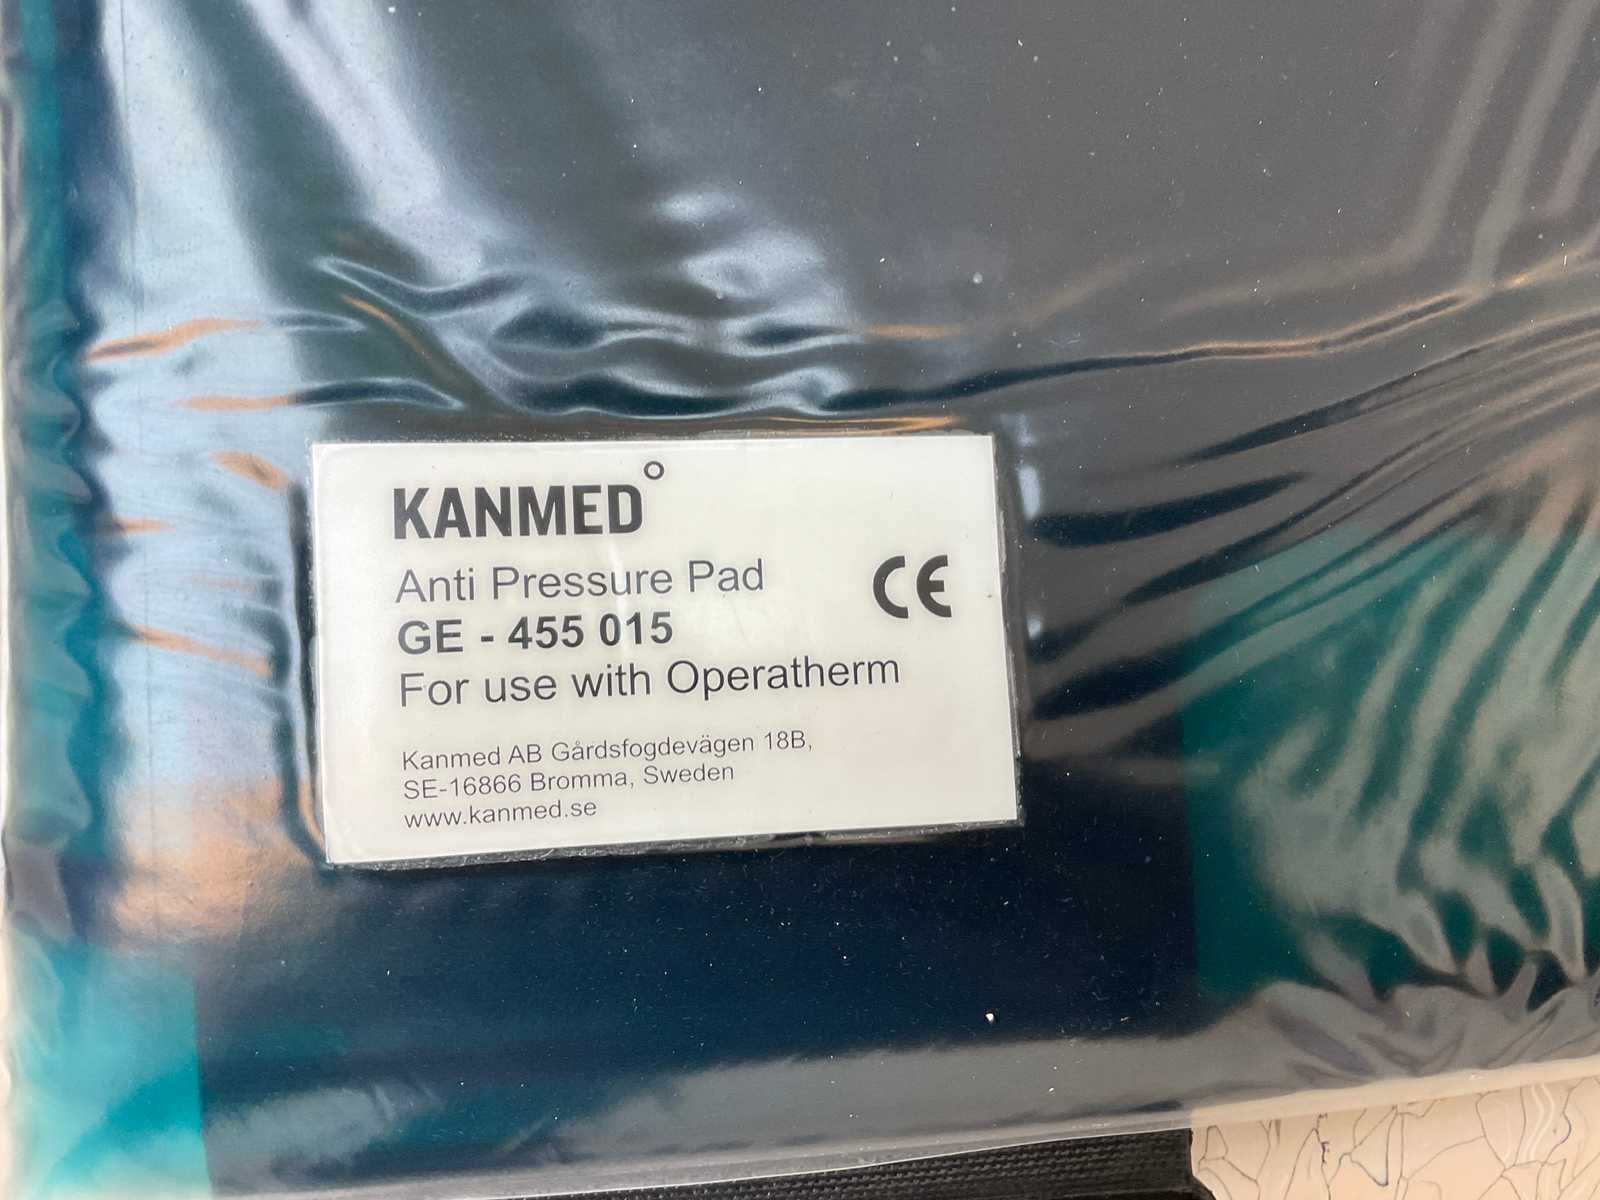 KANMED°
Anti Pressure Pad
GE - 455 015
CE
For use with Operatherm
Kanmed AB Gårdsfogdevägen 18B,
SE-16866 Bromma, Sweden
www.kanmed.se